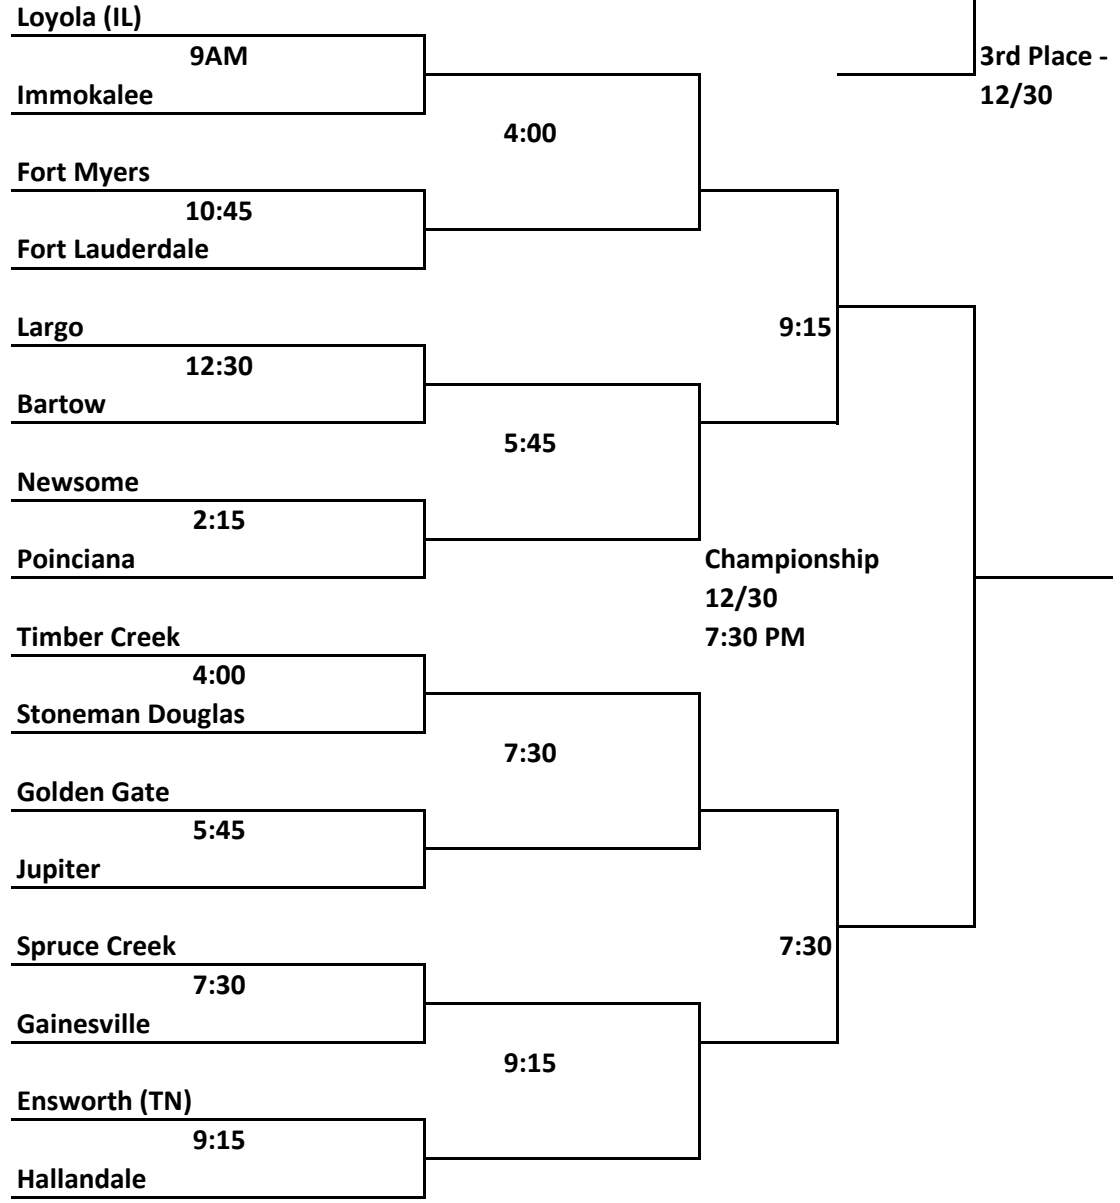 Loyola (IL)
9AM
3rd Place -
Immokalee
12/30
4:00
Fort Myers
10:45
Fort Lauderdale
Largo
9:15
12:30
Bartow
5:45
Newsome
2:15
Poinciana
Championship
12/30
Timber Creek
7:30 PM
4:00
Stoneman Douglas
7:30
Golden Gate
5:45
Jupiter
Spruce Creek
7:30
7:30
Gainesville
9:15
Ensworth (TN)
9:15
Hallandale